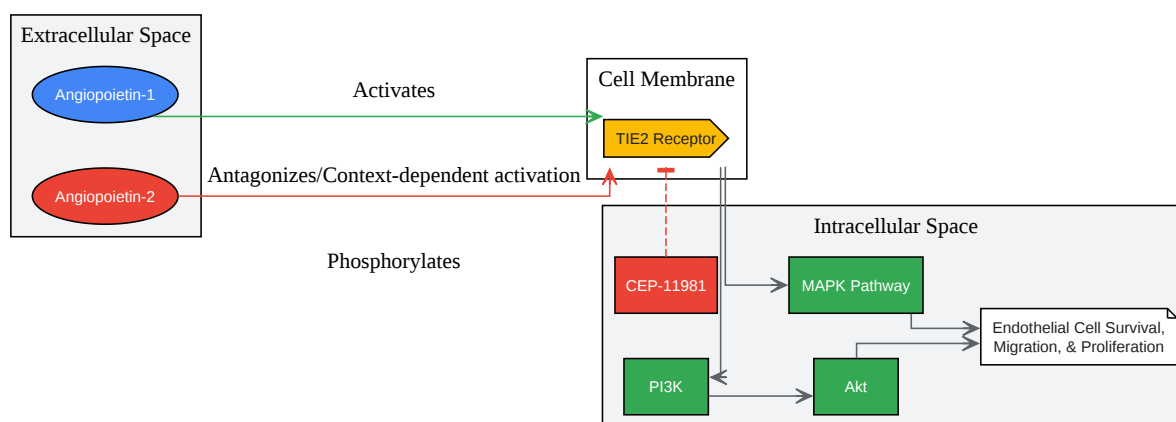 Extracellular Space
Angiopoietin-1
Activates
Cell Membrane
TIE2 Receptor
Angiopoietin-2
Antagonizes/Context-dependent activation
Phosphorylates
Intracellular Space
CEP-11981
MAPK Pathway
Endothelial Cell Survival,
Migration, & Proliferation
PI3K
Akt